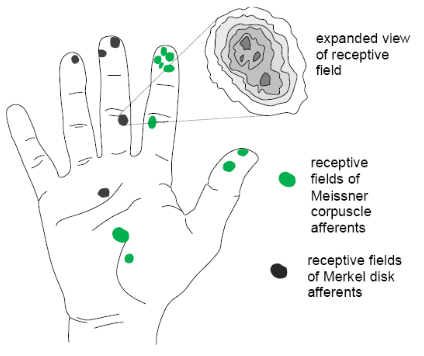 expanded view
of receptive
field
receptive
fields of
Meissner
corpuscle
afferents
receptive fields
of Merkel disk
afferents